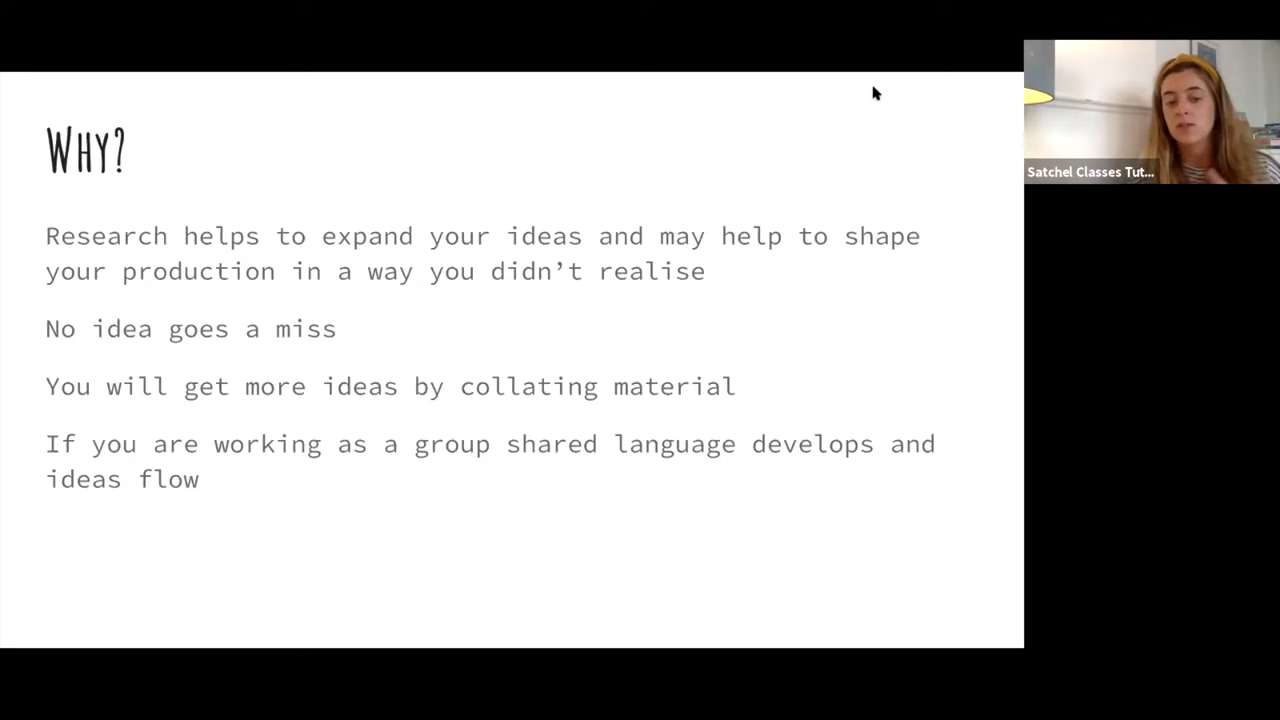 Why?
Research helps to expand your ideas and may help to shape
your production in a way you didn’t realise
No idea goes a miss
You will get more ideas by collating material
If you are working as a group shared language develops and
ideas flow
Satchel Classes Tut...